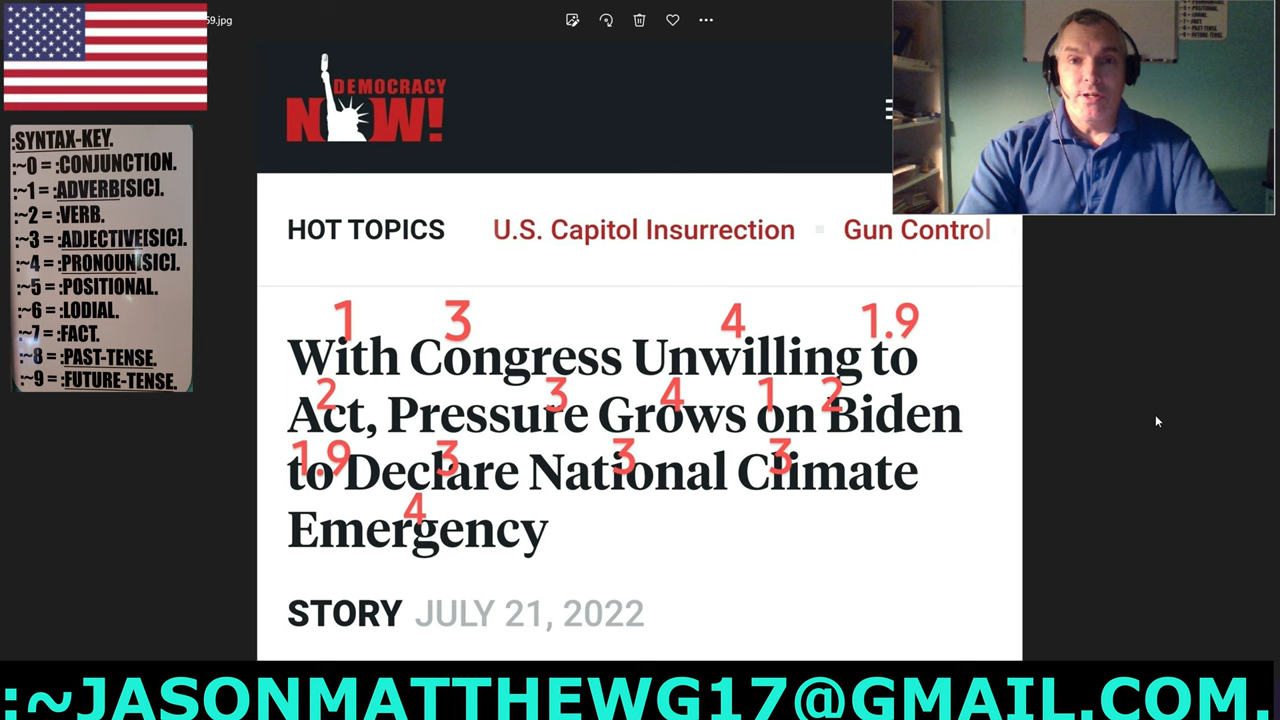 59.jpg
DEMOCRACY
NOW!
:SYNTAX-KEY.
:~0 = :CONJUNCTION.
:~1 = :ADVERB[SIC].
:~2 = :VERB.
:~3 = :ADJECTIVE[SIC].
:~4 = :PRONOUN[SIC].
:~5 = :POSITIONAL.
:~6 = :LODIAL.
:~7 = :FACT.
:~8 = :PAST-TENSE.
:~9 = :FUTURE-TENSE.
HOT TOPICS U.S. Capitol Insurrection Gun Control
1 3 4 1.9
With Congress Unwilling to
2 3 4 1 2
Act, Pressure Grows on Biden
1.9 3 3 3
to Declare National Climate
4
Emergency
STORY JULY 21, 2022
:~JASONMATTHEWG17@GMAIL.COM.